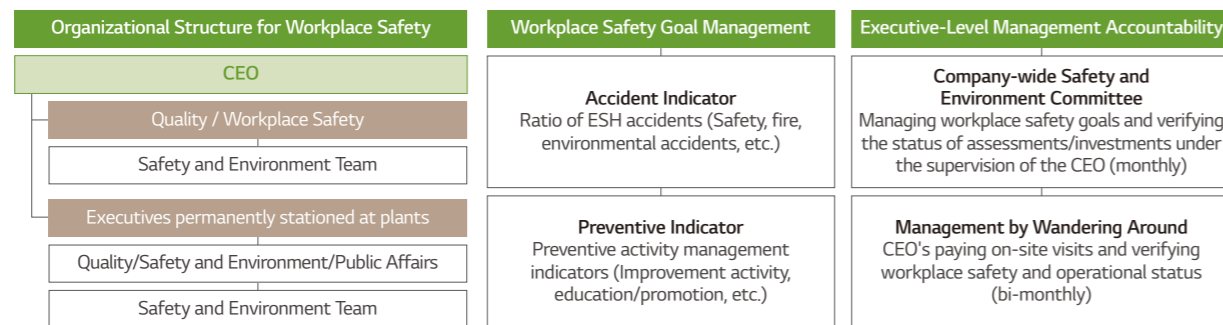 Organizational Structure for Workplace Safety
CEO
Quality / Workplace Safety
Safety and Environment Team
Executives permanently stationed at plants
Quality/Safety and Environment/Public Affairs
Safety and Environment Team
Workplace Safety Goal Management
Accident Indicator
Ratio of ESH accidents (Safety, fire,
environmental accidents, etc.)
Preventive Indicator
Preventive activity management
indicators (Improvement activity,
education/promotion, etc.)
Executive-Level Management Accountability
Company-wide Safety and
Environment Committee
Managing workplace safety goals and verifying
the status of assessments/investments under
the supervision of the CEO (monthly)
Management by Wandering Around
CEO's paying on-site visits and verifying
workplace safety and operational status
(bi-monthly)